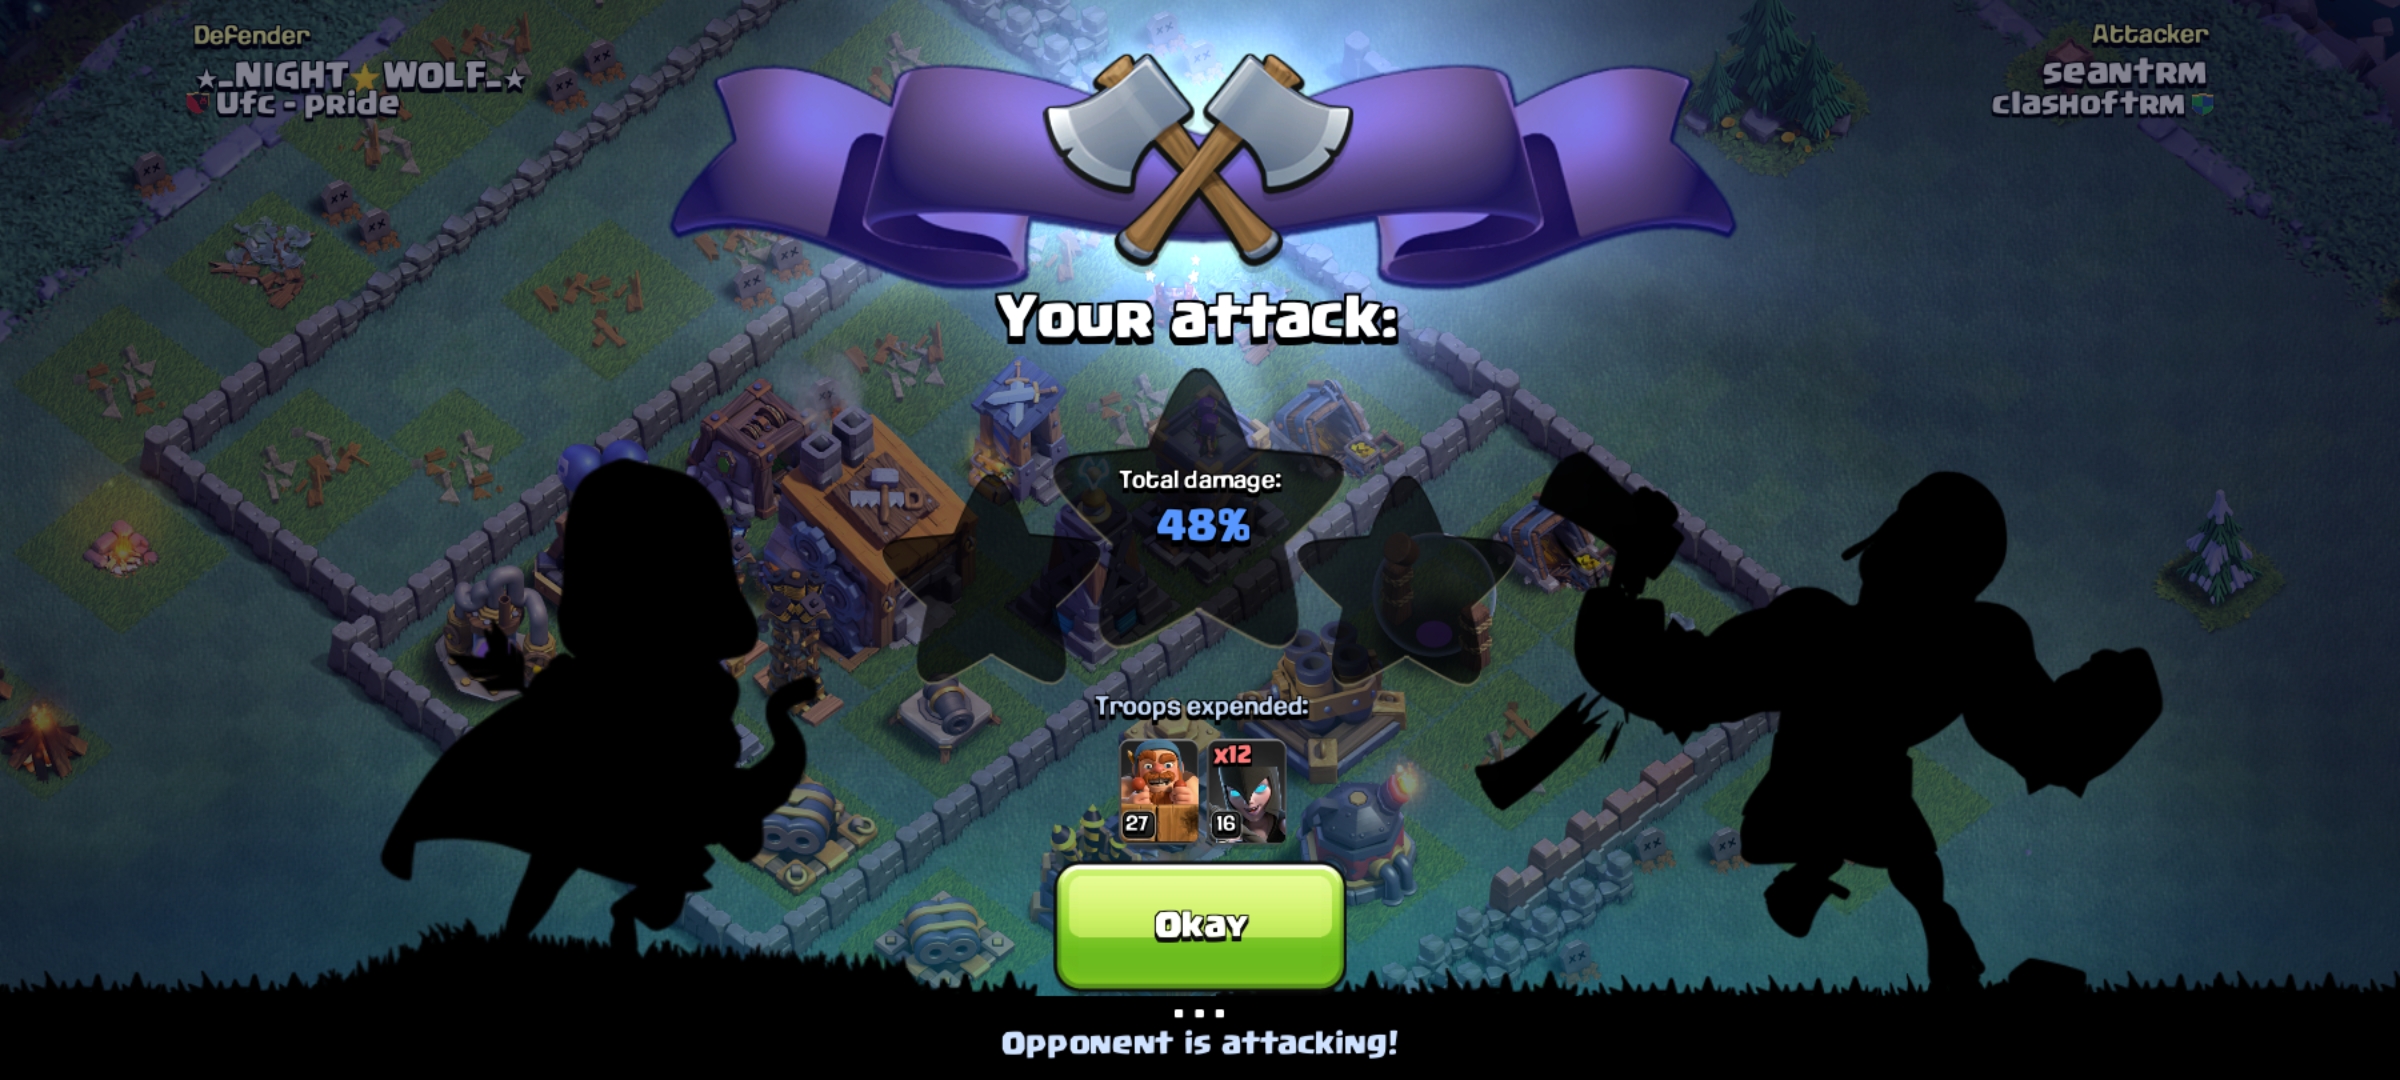 Defender
★_NIGHT⭐WOLF_★
Ufc - pride
Attacker
seantrm
clashoftrm
Your attack:
Total damage:
48%
Troops expended:
x12
27
16
Okay
...
Opponent is attacking!